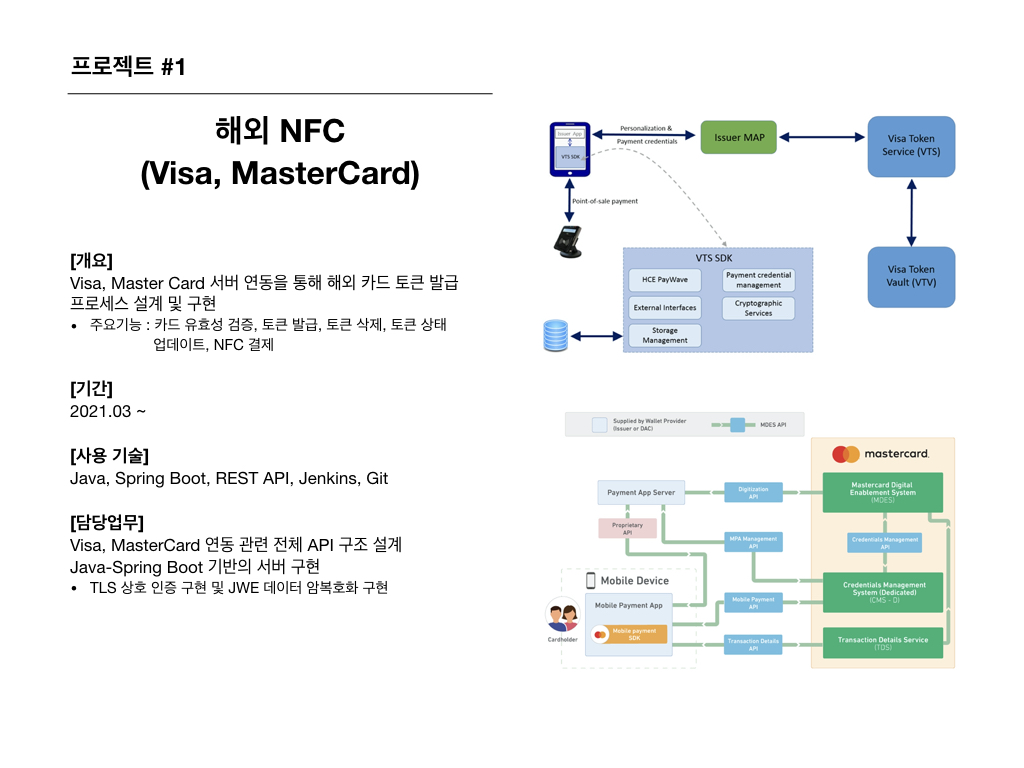 프로젝트 #1
해외 NFC
(Visa, MasterCard)
[개요]
Visa, Master Card 서버 연동을 통해 해외 카드 토큰 발급
프로세스 설계 및 구현
• 주요기능 : 카드 유효성 검증, 토큰 발급, 토큰 삭제, 토큰 상태
업데이트, NFC 결제
[기간]
2021.03 ~
[사용 기술]
Java, Spring Boot, REST API, Jenkins, Git
[담당업무]
Visa, MasterCard 연동 관련 전체 API 구조 설계
Java-Spring Boot 기반의 서버 구현
• TLS 상호 인증 구현 및 JWE 데이터 암복호화 구현
Issuer App
VTS SDK
Personalization &
Payment credentials
Issuer MAP
Visa Token
Service (VTS)
Point-of-sale payment
VTS SDK
HCE PayWave
Payment credential
management
External Interfaces
Cryptographic
Services
Storage
Management
Visa Token
Vault (VTV)
Supplied by Wallet Provider
(Issuer or DAC)
MDES API
mastercard.
Payment App Server
Digitization
API
Mastercard Digital
Enablement System
(MDES)
Proprietary
API
MPA Management
API
Credentials Management
API
Mobile Device
Mobile Payment App
Mobile Payment
API
Credentials Management
System (Dedicated)
(CMS - D)
Cardholder
Mobile payment
SDK
Transaction Details
API
Transaction Details Service
(TDS)